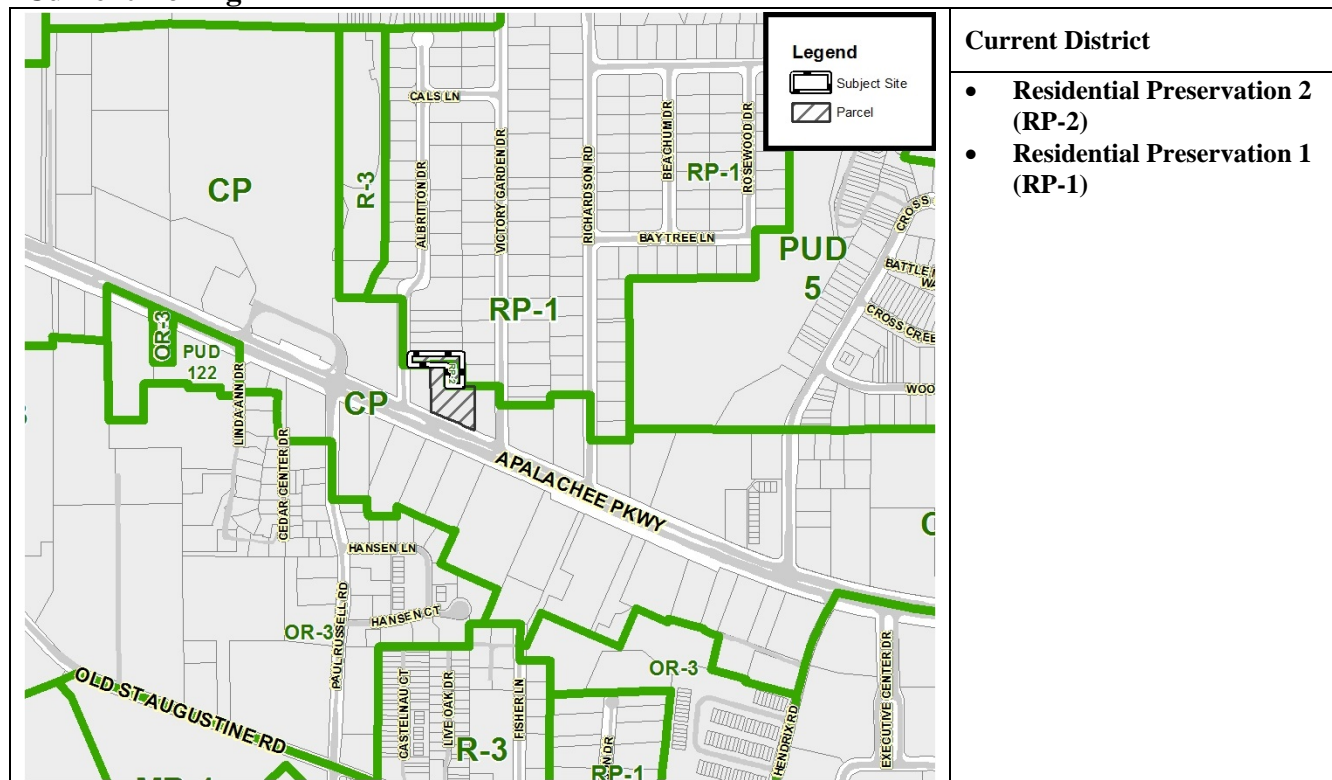 Legend
Subject Site
Parcel
CALS LN
CP
R-3
ALBRITTON DR
VICTORY GARDEN DR
RICHARDSON RD
BEACHUM DR
ROSEWOOD DR
RP-1
BAY TREE LN
PUD
5
RP-1
OR-3
PUD
122
LINDA ANN DR
CEDAR CENTER DR
CP
RP-2
APALACHEE PKWY
HANSEN LN
HANSEN CT
OR-3
PAUL RUSSELL RD
OLD ST AUGUSTINE RD
CASTELNAU CT
LIVE OAK DR
R-3
FISHER LN
OR-3
RP-1
HENDRIX RD
EXECUTIVE CENTER DR
Current District
• Residential Preservation 2
(RP-2)
• Residential Preservation 1
(RP-1)